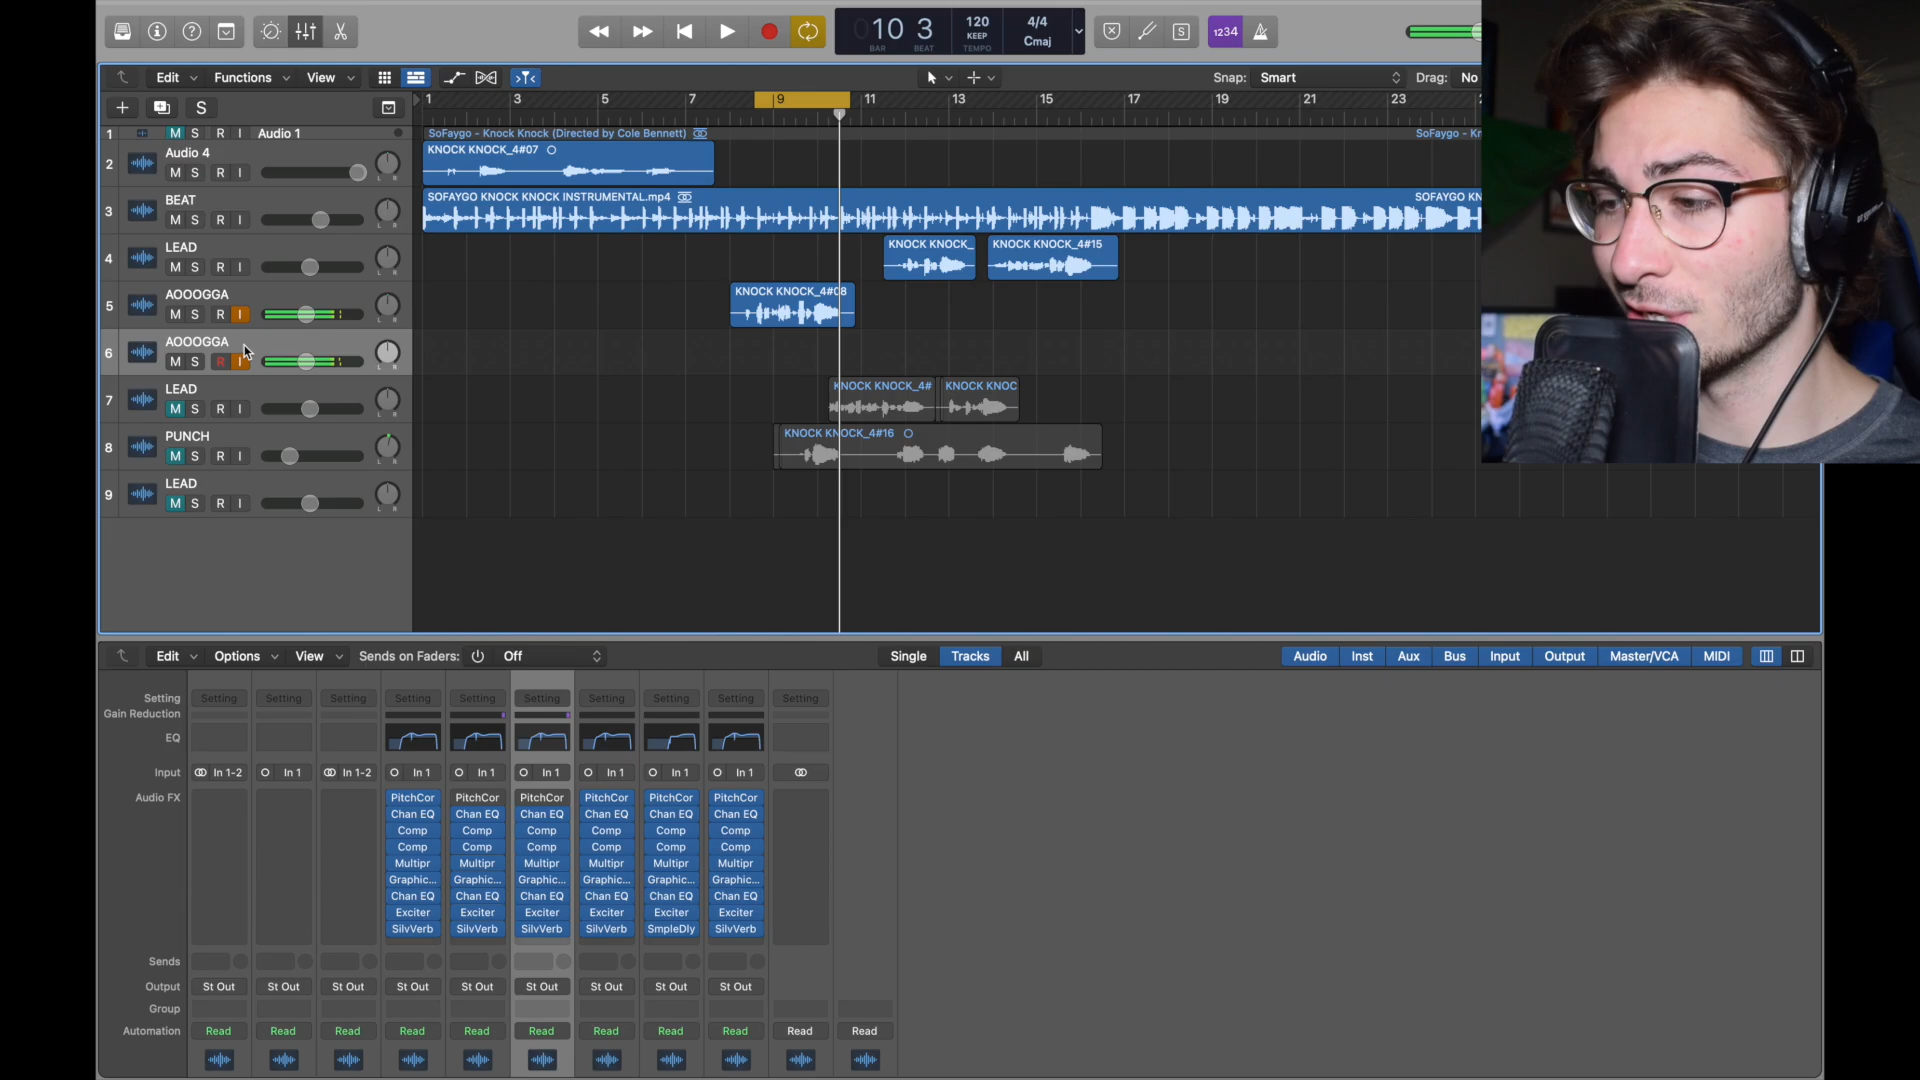 10 3
BAR BEAT
120
KEEP
TEMPO
4/4
Cmaj
S
1234
Edit Functions View
Snap: Smart
Drag: No
S
1 3 5 7 9 11 13 15 17 19 21 23
1 M S R I Audio 1
SoFaygo - Knock Knock (Directed by Cole Bennett)
SoFaygo - Kn
2 Audio 4
M S R I
L R
KNOCK KNOCK_4#07
3 BEAT
M S R I
L R
SOFAYGO KNOCK KNOCK INSTRUMENTAL.mp4
SOFAYGO KN
4 LEAD
M S R I
L R
KNOCK KNOCK_
KNOCK KNOCK_4#15
5 AOOOGGA
M S R I
L R
KNOCK KNOCK_4#08
6 AOOOGGA
M S R I
L R
7 LEAD
M S R I
L R
KNOCK KNOCK_4#
KNOCK KNOC
8 PUNCH
M S R I
L R
KNOCK KNOCK_4#16
9 LEAD
M S R I
L R
Edit Options View Sends on Faders: Off
Single Tracks All
Audio Inst Aux Bus Input Output Master/VCA MIDI
Setting Setting Setting Setting Setting Setting Setting Setting Setting Setting Setting
Gain Reduction
EQ
Input In 1-2 In 1 In 1-2 In 1 In 1 In 1 In 1 In 1 In 1
Audio FX PitchCor PitchCor PitchCor PitchCor PitchCor PitchCor
Chan EQ Chan EQ Chan EQ Chan EQ Chan EQ Chan EQ
Comp Comp Comp Comp Comp Comp
Comp Comp Comp Comp Comp Comp
Multipr Multipr Multipr Multipr Multipr Multipr
Graphic... Graphic... Graphic... Graphic... Graphic... Graphic...
Chan EQ Chan EQ Chan EQ Chan EQ Chan EQ Chan EQ
Exciter Exciter Exciter Exciter Exciter Exciter
SilvVerb SilvVerb SilvVerb SilvVerb SmpleDly SilvVerb
Sends
Output St Out St Out St Out St Out St Out St Out St Out St Out St Out
Group
Automation Read Read Read Read Read Read Read Read Read Read Read